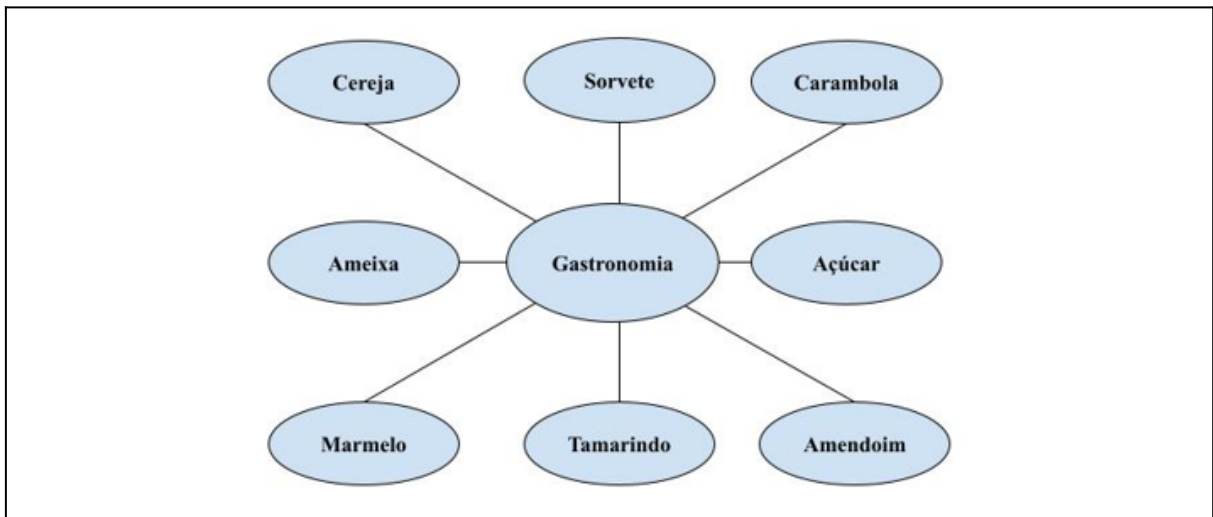 Cereja
Sorvete
Carambola
Ameixa
Gastronomia
Açúcar
Marmelo
Tamarindo
Amendoim